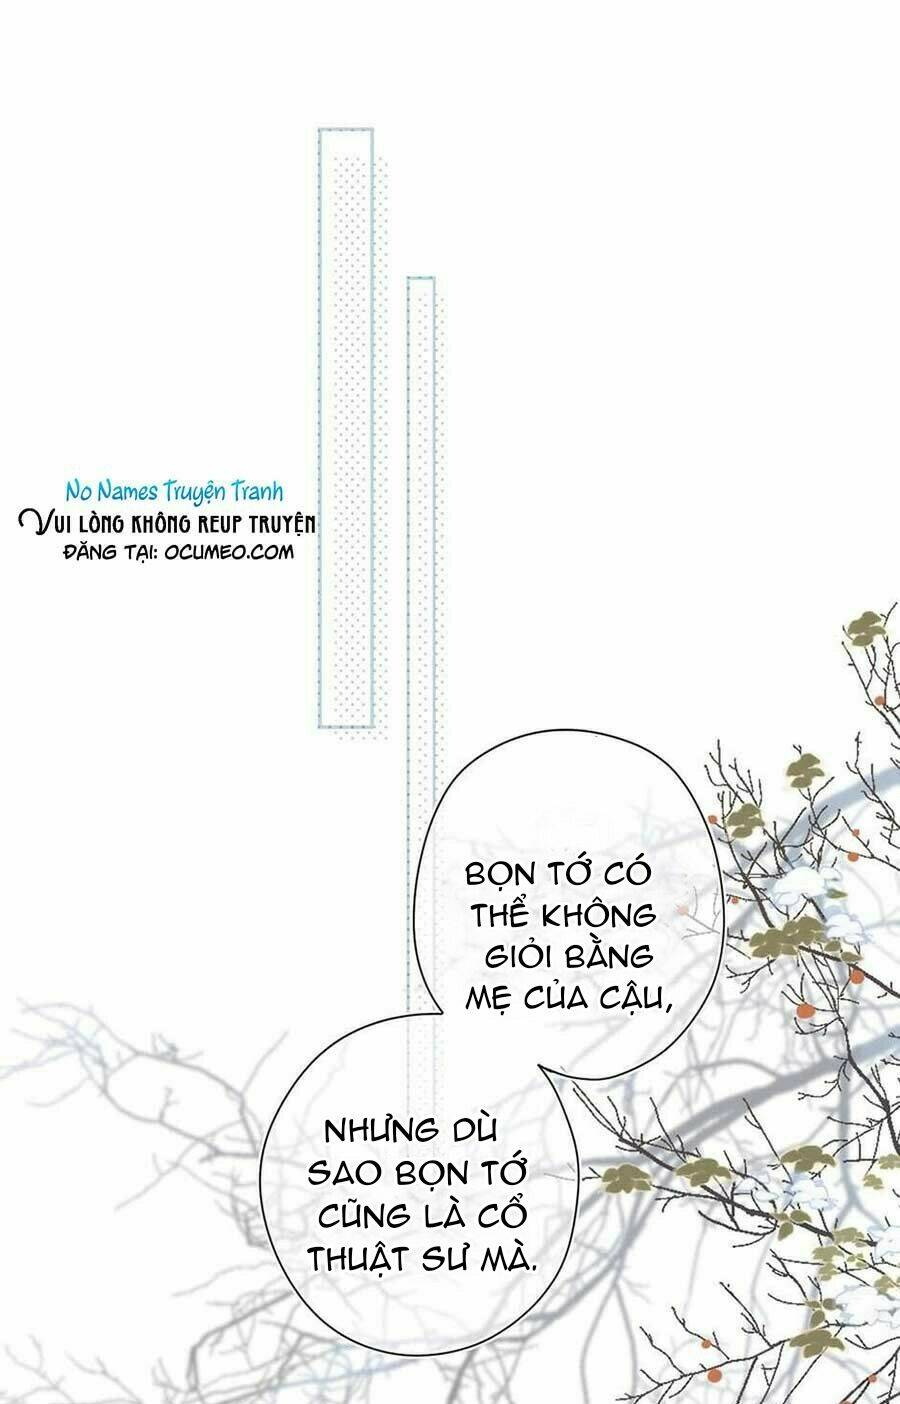 No Names Truyện Tranh
VUI LÒNG KHÔNG REUP TRUYỆN
ĐĂNG TẠI: OCUMEO.COM
BỌN TỚ CÓ
THỂ KHÔNG
GIỎI BẰNG
MẸ CỦA CẬU,
NHƯNG DÙ
SAO BỌN TỚ
CŨNG LÀ CỔ
THUẬT SƯ MÀ.